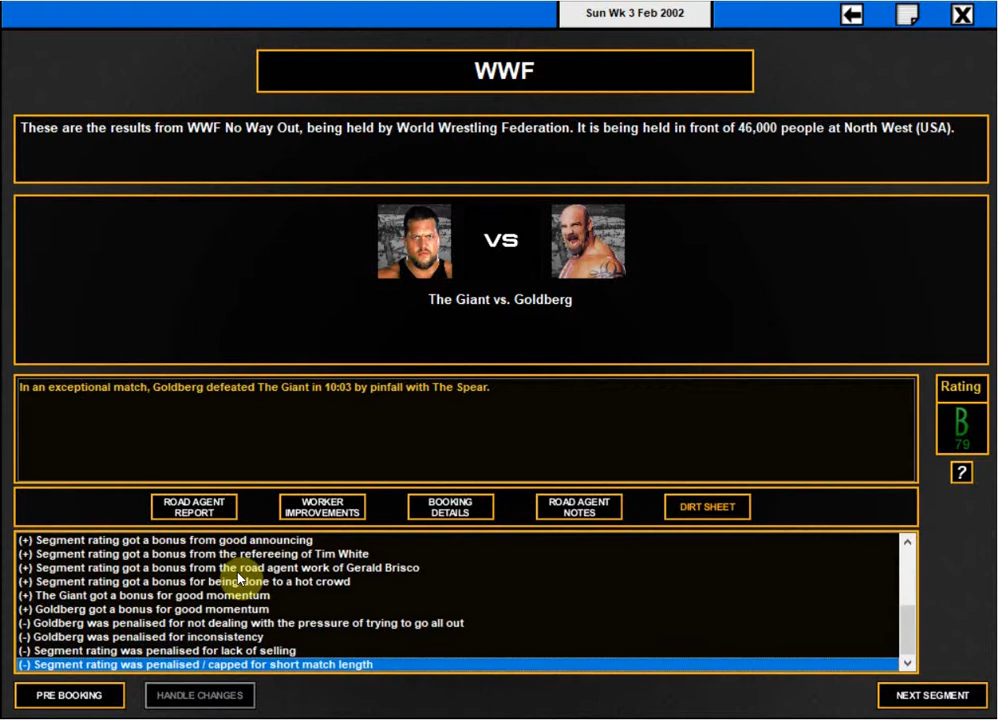 Sun Wk 3 Feb 2002
WWF
These are the results from WWF No Way Out, being held by World Wrestling Federation. It is being held in front of 46,000 people at North West (USA).
VS
The Giant vs. Goldberg
In an exceptional match, Goldberg defeated The Giant in 10:03 by pinfall with The Spear.
Rating
B
79
?
ROAD AGENT
REPORT
WORKER
IMPROVEMENTS
BOOKING
DETAILS
ROAD AGENT
NOTES
DIRT SHEET
(+) Segment rating got a bonus from good announcing
(+) Segment rating got a bonus from the refereeing of Tim White
(+) Segment rating got a bonus from the road agent work of Gerald Brisco
(+) Segment rating got a bonus for being done to a hot crowd
(+) The Giant got a bonus for good momentum
(+) Goldberg got a bonus for good momentum
(-) Goldberg was penalised for not dealing with the pressure of trying to go all out
(-) Goldberg was penalised for inconsistency
(-) Segment rating was penalised for lack of selling
(-) Segment rating was penalised / capped for short match length
PRE BOOKING
HANDLE CHANGES
NEXT SEGMENT